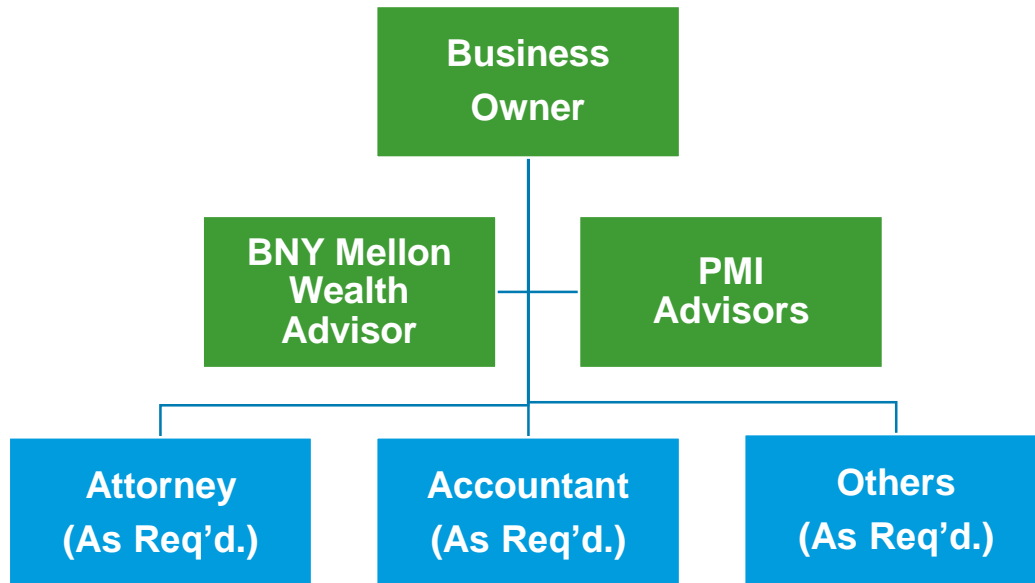 Business
Owner
BNY Mellon
Wealth
Advisor
PMI
Advisors
Attorney
(As Req’d.)
Accountant
(As Req’d.)
Others
(As Req’d.)